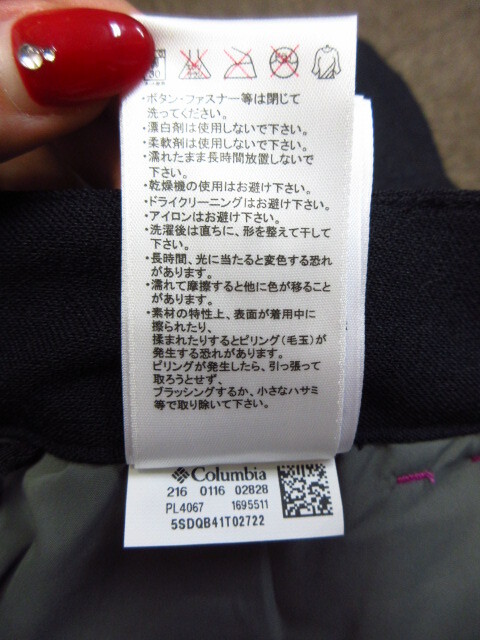 30
・ボタン・ファスナー等は閉じて
洗ってください。
・漂白剤は使用しないで下さい。
・柔軟剤は使用しないで下さい。
・濡れたまま長時間放置しないで
下さい。
・乾燥機の使用はお避け下さい。
・ドライクリーニングはお避け下さい。
・アイロンはお避け下さい。
・洗濯後は直ちに、形を整えて干して
下さい。
・長時間、光に当たると変色する恐れ
があります。
・濡れて摩擦すると他に色が移ること
があります。
・素材の特性上、表面が着用中に
擦られたり、
揉まれたりするとピリング(毛玉)が
発生する恐れがあります。
ピリングが発生したら、引っ張って
取ろうとせず、
ブラッシングするか、小さなハサミ
等で取り除いて下さい。
Columbia
216 0116 02828
PL4067 1695511
5SDQB41T02722